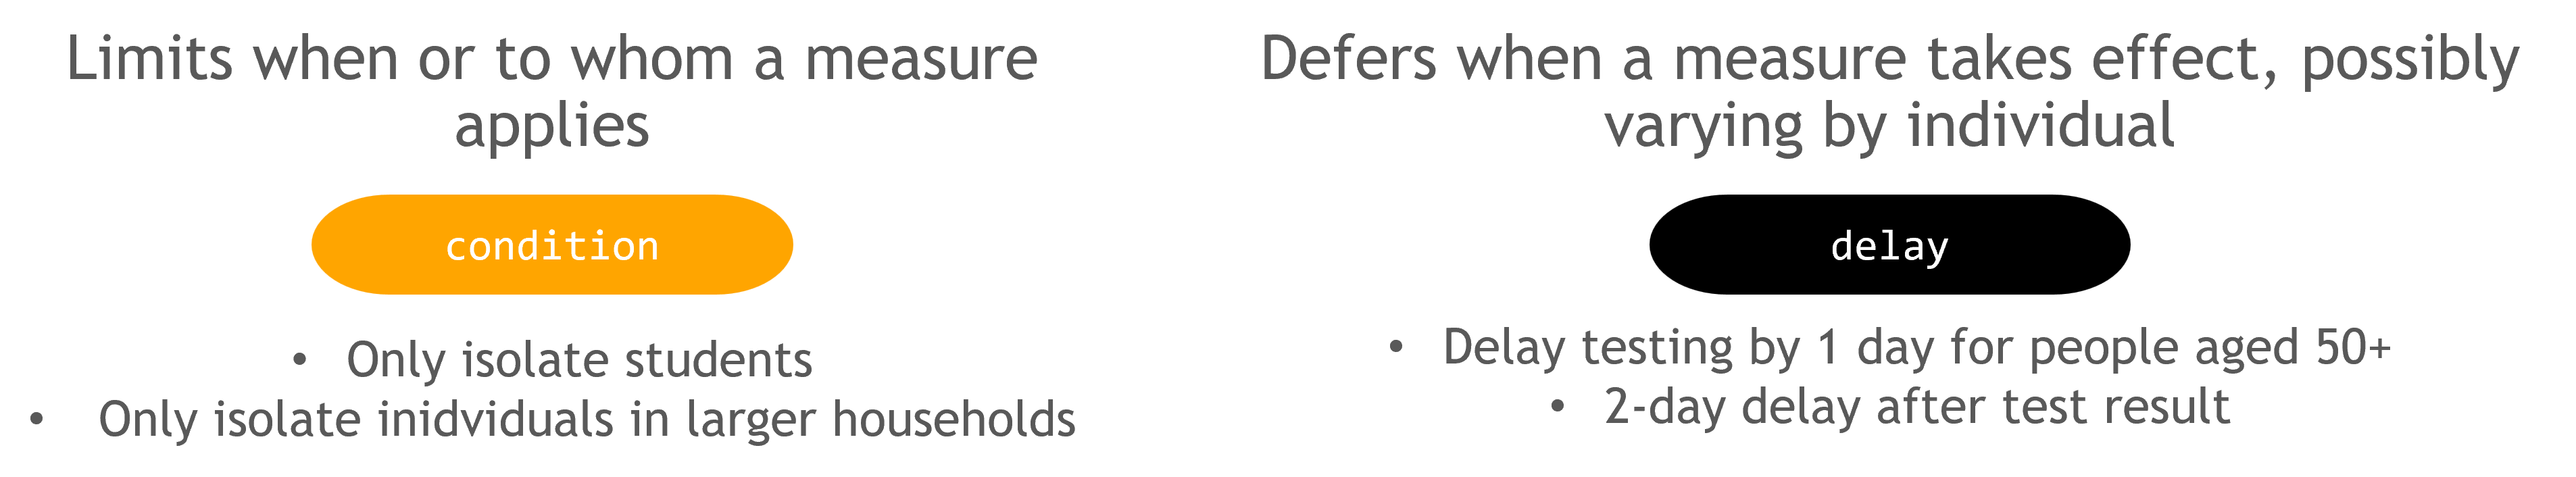 Limits when or to whom a measure
applies
condition
• Only isolate students
• Only isolate inidviduals in larger households
Defers when a measure takes effect, possibly
varying by individual
delay
• Delay testing by 1 day for people aged 50+
• 2-day delay after test result